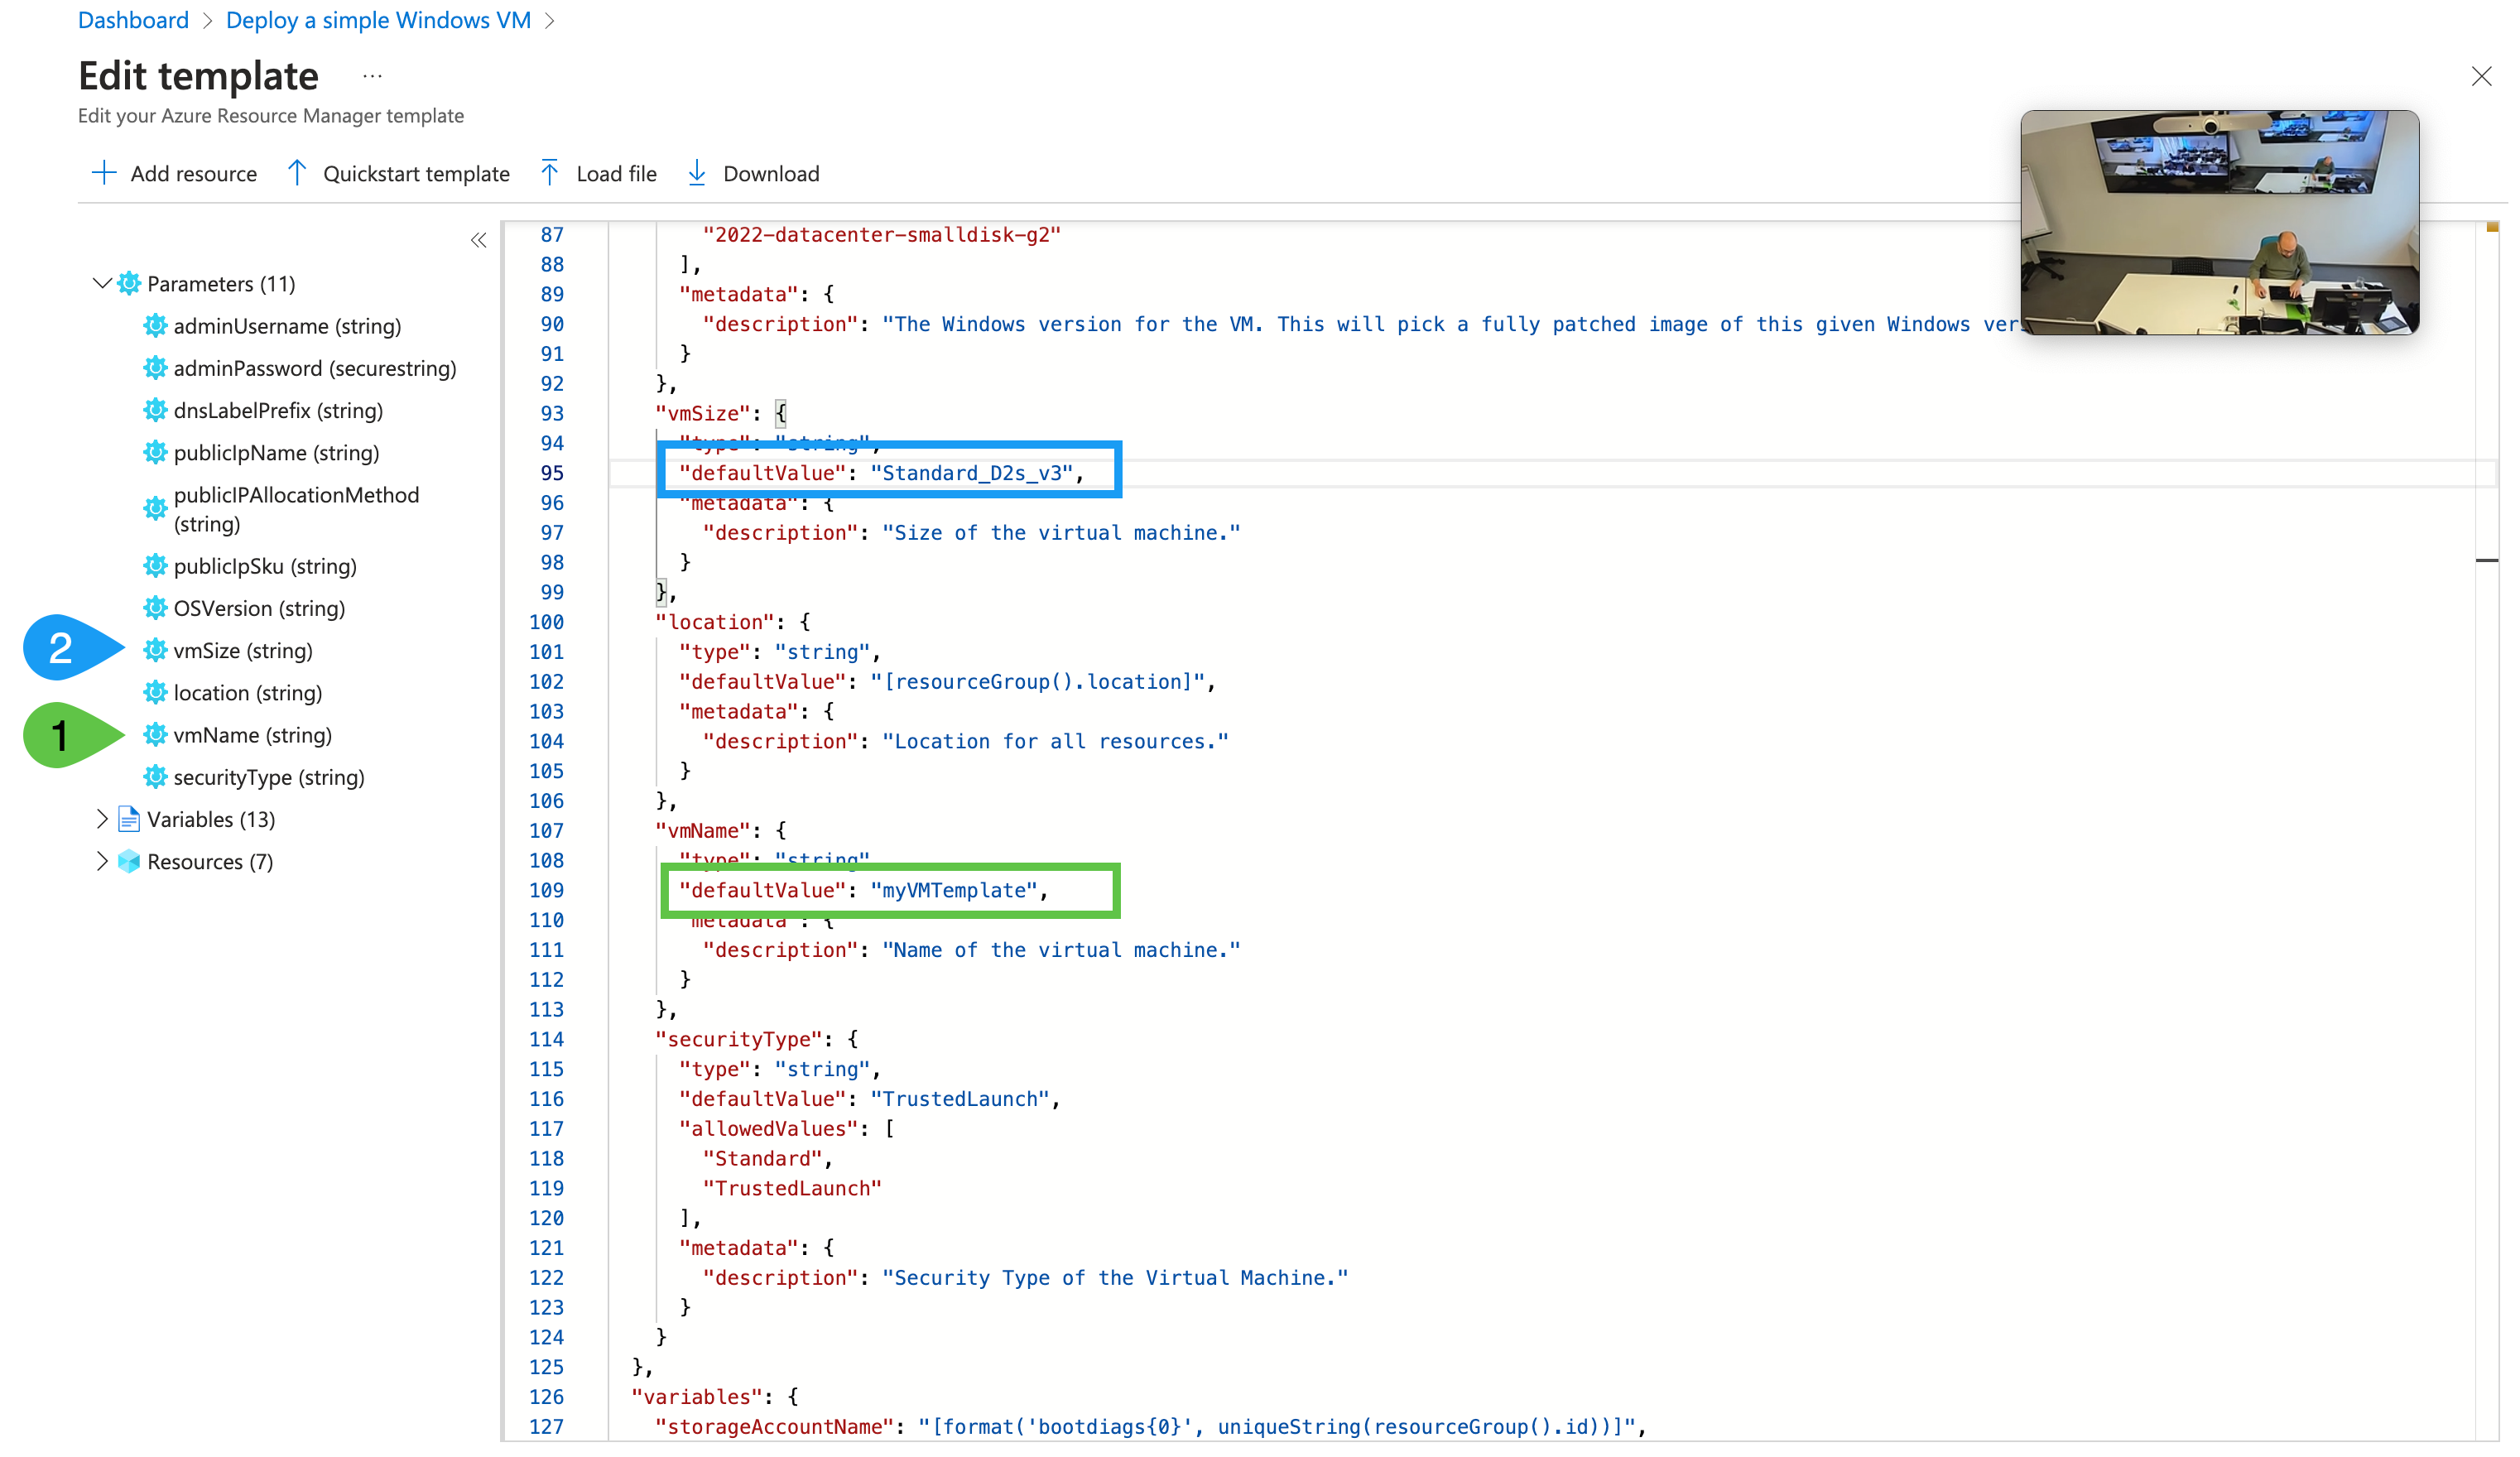 Dashboard > Deploy a simple Windows VM >
Edit template ...
Edit your Azure Resource Manager template
Add resource Quickstart template Load file Download
Parameters (11)
adminUsername (string)
adminPassword (securestring)
dnsLabelPrefix (string)
publicIpName (string)
publicIPAllocationMethod
(string)
publicIpSku (string)
OSVersion (string)
2 vmSize (string)
location (string)
1 vmName (string)
securityType (string)
Variables (13)
Resources (7)
87 "2022-datacenter-smalldisk-g2"
88 ],
89 "metadata": {
90 "description": "The Windows version for the VM. This will pick a fully patched image of this given Windows ver
91 }
92 },
93 "vmSize": {
94 "type": "string",
95 "defaultValue": "Standard_D2s_v3",
96 "metadata": {
97 "description": "Size of the virtual machine."
98 }
99 },
100 "location": {
101 "type": "string",
102 "defaultValue": "[resourceGroup().location]",
103 "metadata": {
104 "description": "Location for all resources."
105 }
106 },
107 "vmName": {
108 "type": "string"
109 "defaultValue": "myVMTemplate",
110 "metadata": {
111 "description": "Name of the virtual machine."
112 }
113 },
114 "securityType": {
115 "type": "string",
116 "defaultValue": "TrustedLaunch",
117 "allowedValues": [
118 "Standard",
119 "TrustedLaunch"
120 ],
121 "metadata": {
122 "description": "Security Type of the Virtual Machine."
123 }
124 }
125 },
126 "variables": {
127 "storageAccountName": "[format('bootdiags{0}', uniqueString(resourceGroup().id))]",